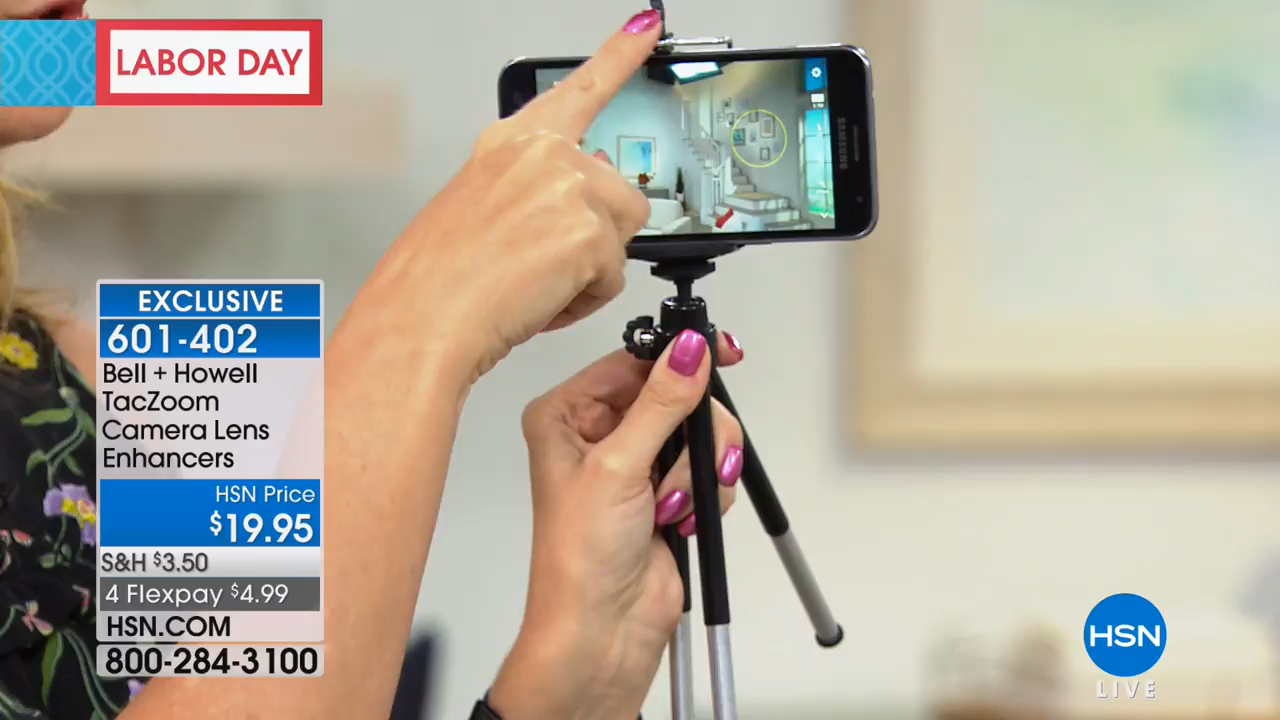 LABOR DAY
SAMSUNG
EXCLUSIVE
601-402
Bell + Howell
TacZoom
Camera Lens
Enhancers
HSN Price
$19.95
S&H $3.50
4 Flexpay $4.99
HSN.COM
800-284-3100
HSN
LIVE